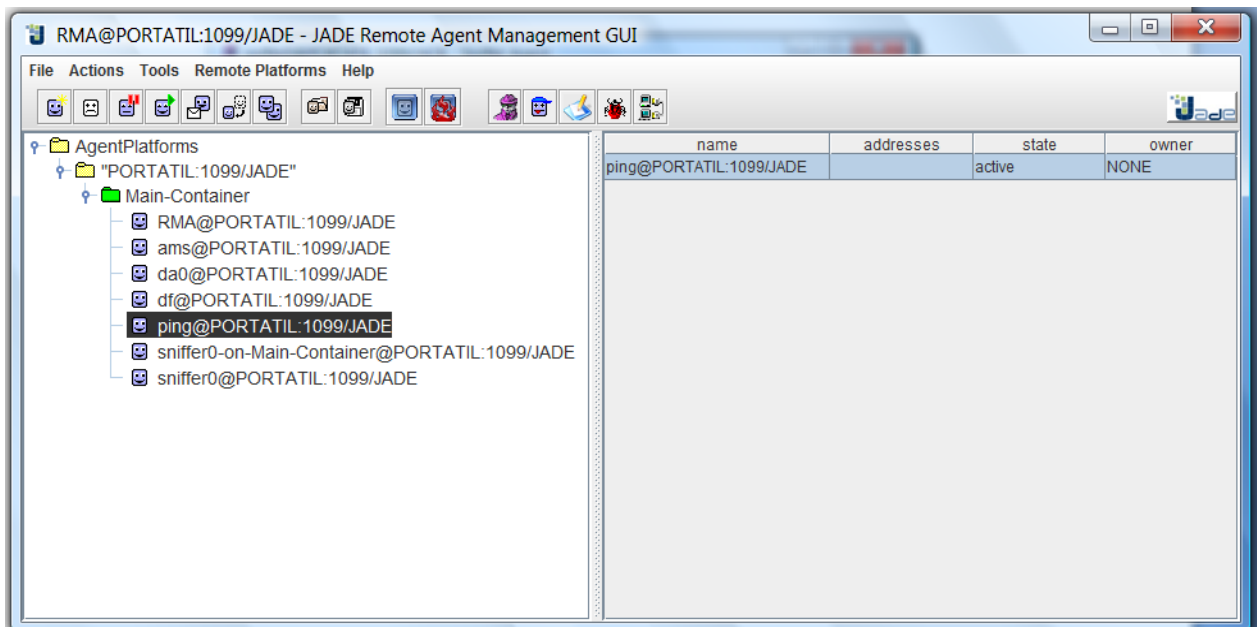 RMA@PORTATIL:1099/JADE - JADE Remote Agent Management GUI
File Actions Tools Remote Platforms Help
Jade
AgentPlatforms
"PORTATIL:1099/JADE"
Main-Container
RMA@PORTATIL:1099/JADE
ams@PORTATIL:1099/JADE
da0@PORTATIL:1099/JADE
df@PORTATIL:1099/JADE
ping@PORTATIL:1099/JADE
sniffer0-on-Main-Container@PORTATIL:1099/JADE
sniffer0@PORTATIL:1099/JADE
name addresses state owner
ping@PORTATIL:1099/JADE active NONE